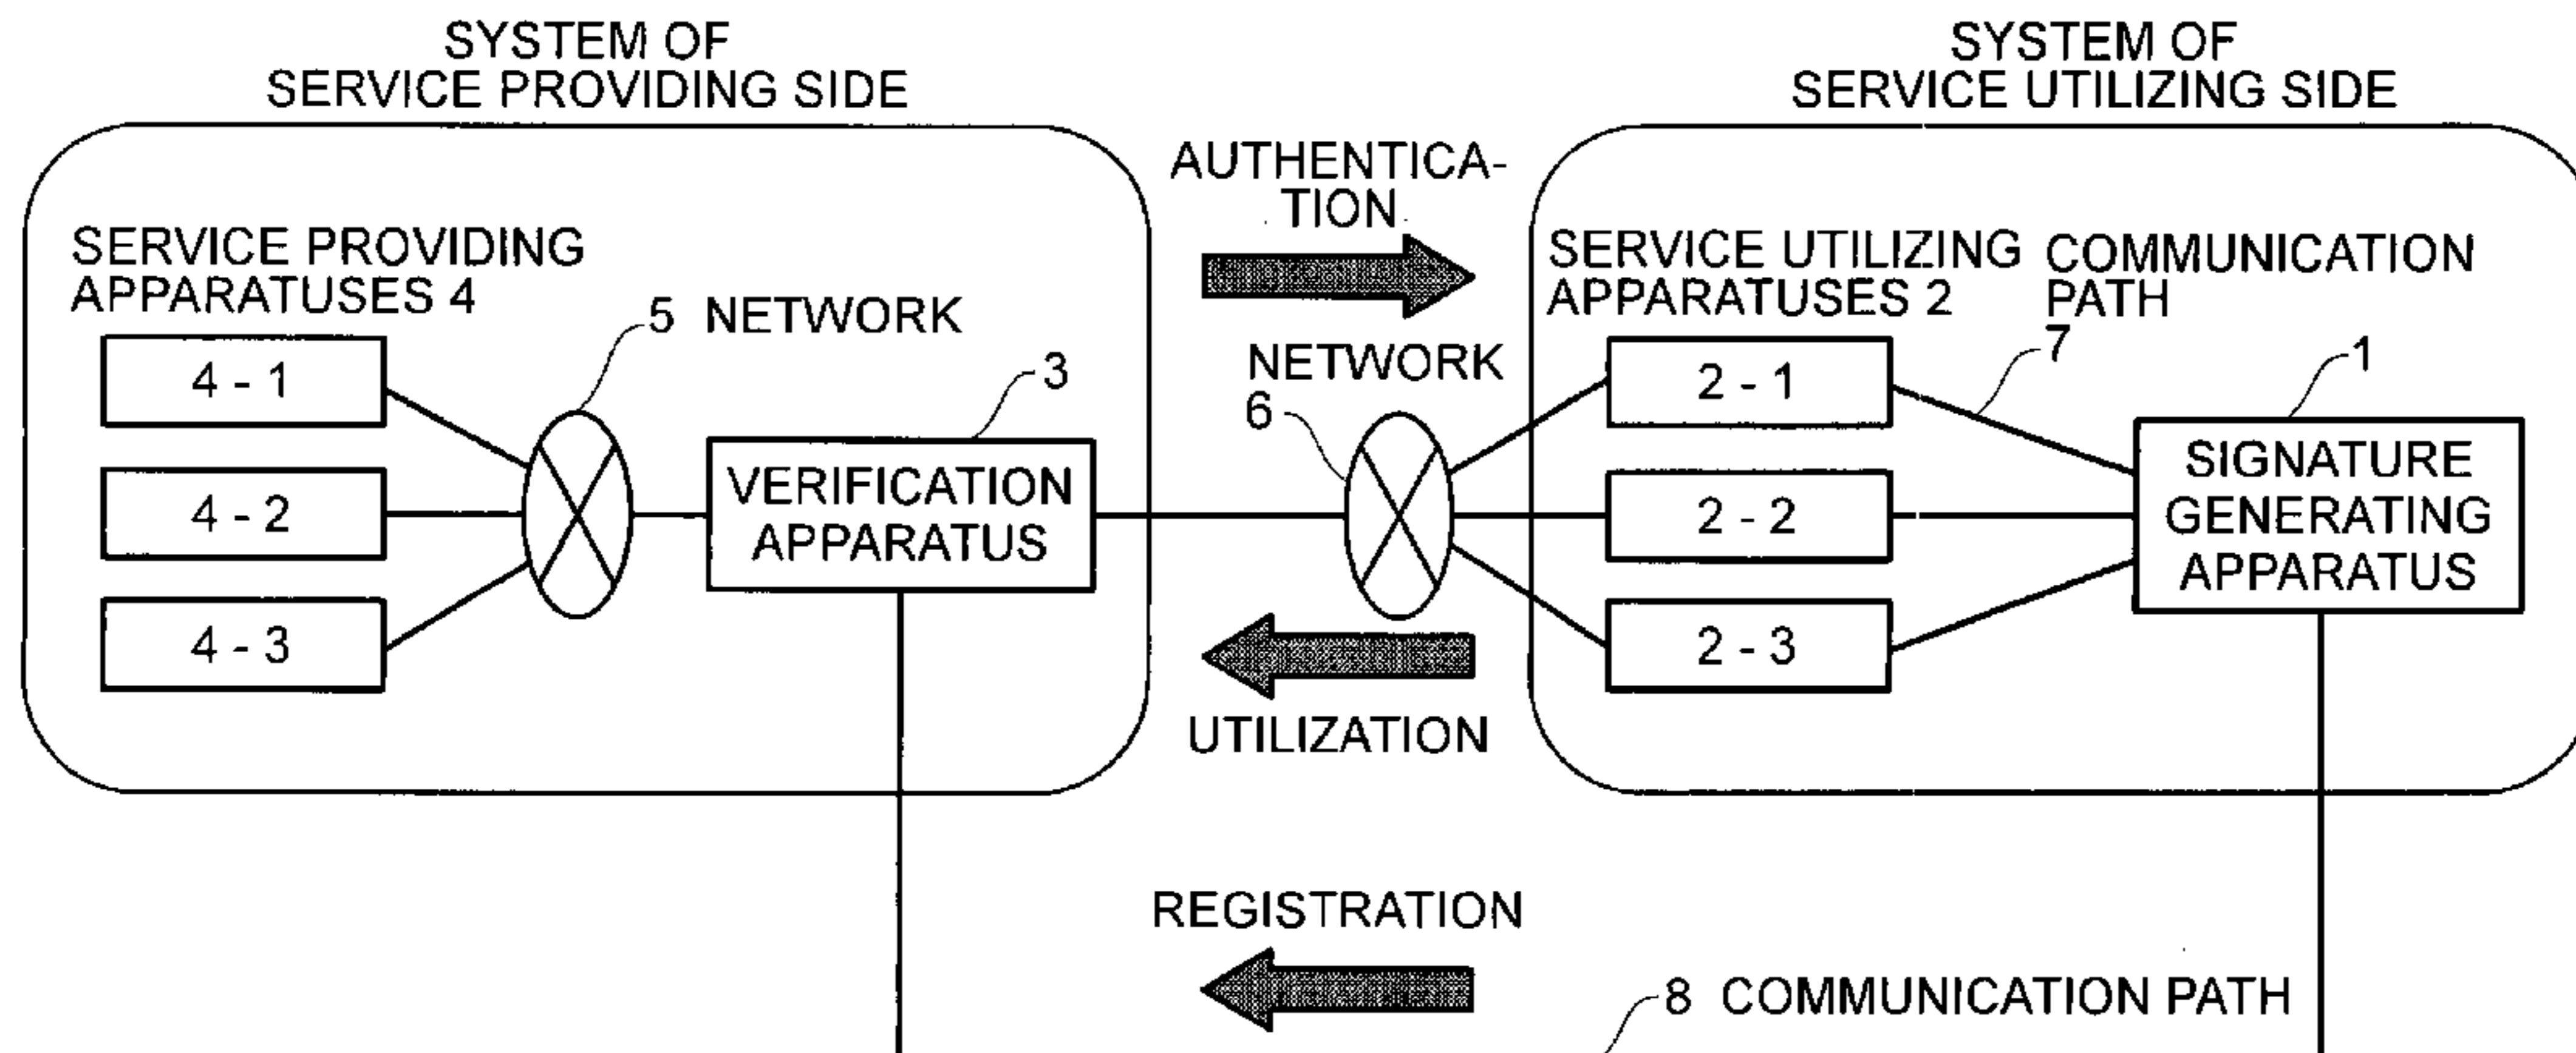 SYSTEM OF
SERVICE PROVIDING SIDE
SYSTEM OF
SERVICE UTILIZING SIDE
AUTHENTICA-
TION
SERVICE PROVIDING
APPARATUSES 4
5 NETWORK
4 - 1
4 - 2
4 - 3
3
VERIFICATION
APPARATUS
NETWORK
6
SERVICE UTILIZING
APPARATUSES 2
COMMUNICATION
PATH
7
2 - 1
2 - 2
2 - 3
1
SIGNATURE
GENERATING
APPARATUS
UTILIZATION
REGISTRATION
8 COMMUNICATION PATH